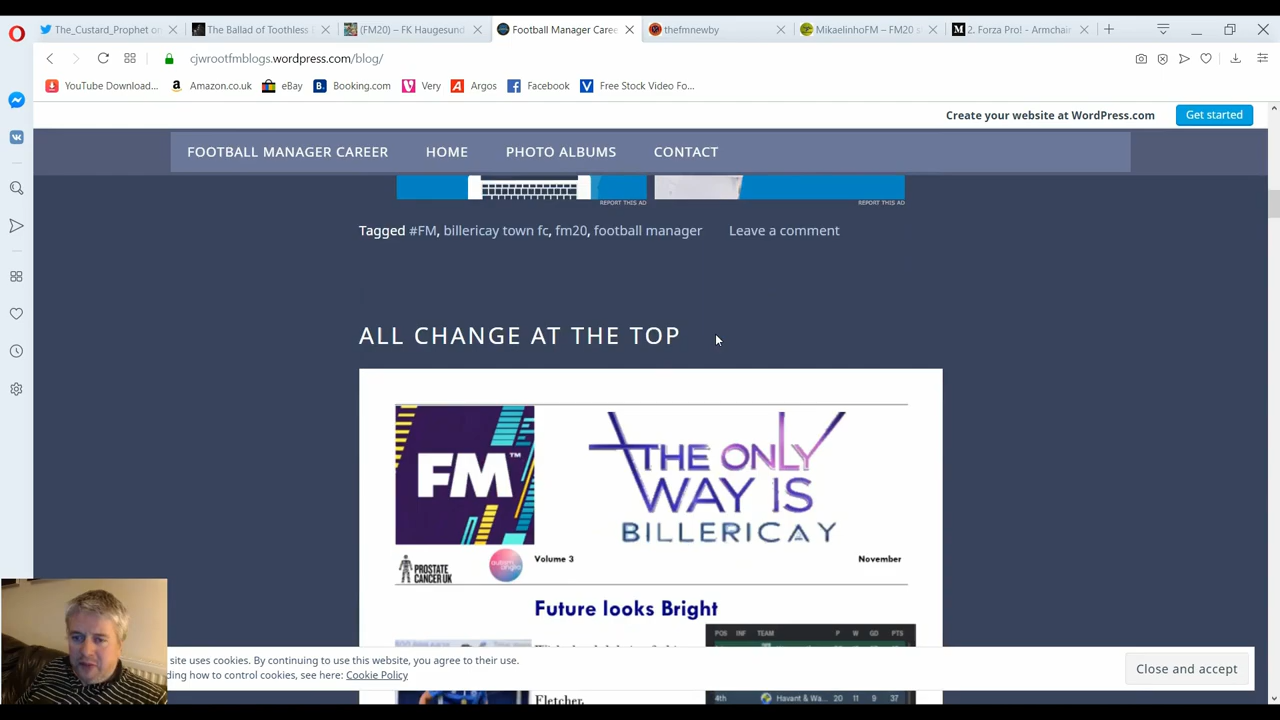 The_Custard_Prophet on
The Ballad of Toothless
(FM20) – FK Haugesund
Football Manager Caree
thefmnewby
MikaelinhoFM – FM20 s
2. Forza Pro! - Armchair
cjwrootfmblogs.wordpress.com/blog/
YouTube Download...
Amazon.co.uk
eBay
Booking.com
Very
Argos
Facebook
Free Stock Video Fo...
Create your website at WordPress.com
Get started
FOOTBALL MANAGER CAREER HOME PHOTO ALBUMS CONTACT
REPORT THIS AD REPORT THIS AD
Tagged #FM, billericay town fc, fm20, football manager Leave a comment
ALL CHANGE AT THE TOP
FM™
THE ONLY
WAY IS
BILLERICAY
PROSTATE
CANCER UK
Volume 3 November
Future looks Bright
POS INF TEAM P W GD PTS
site uses cookies. By continuing to use this website, you agree to their use.
ding how to control cookies, see here: Cookie Policy
Close and accept
Fletcher.
4th Havant & Wa... 20 11 9 37